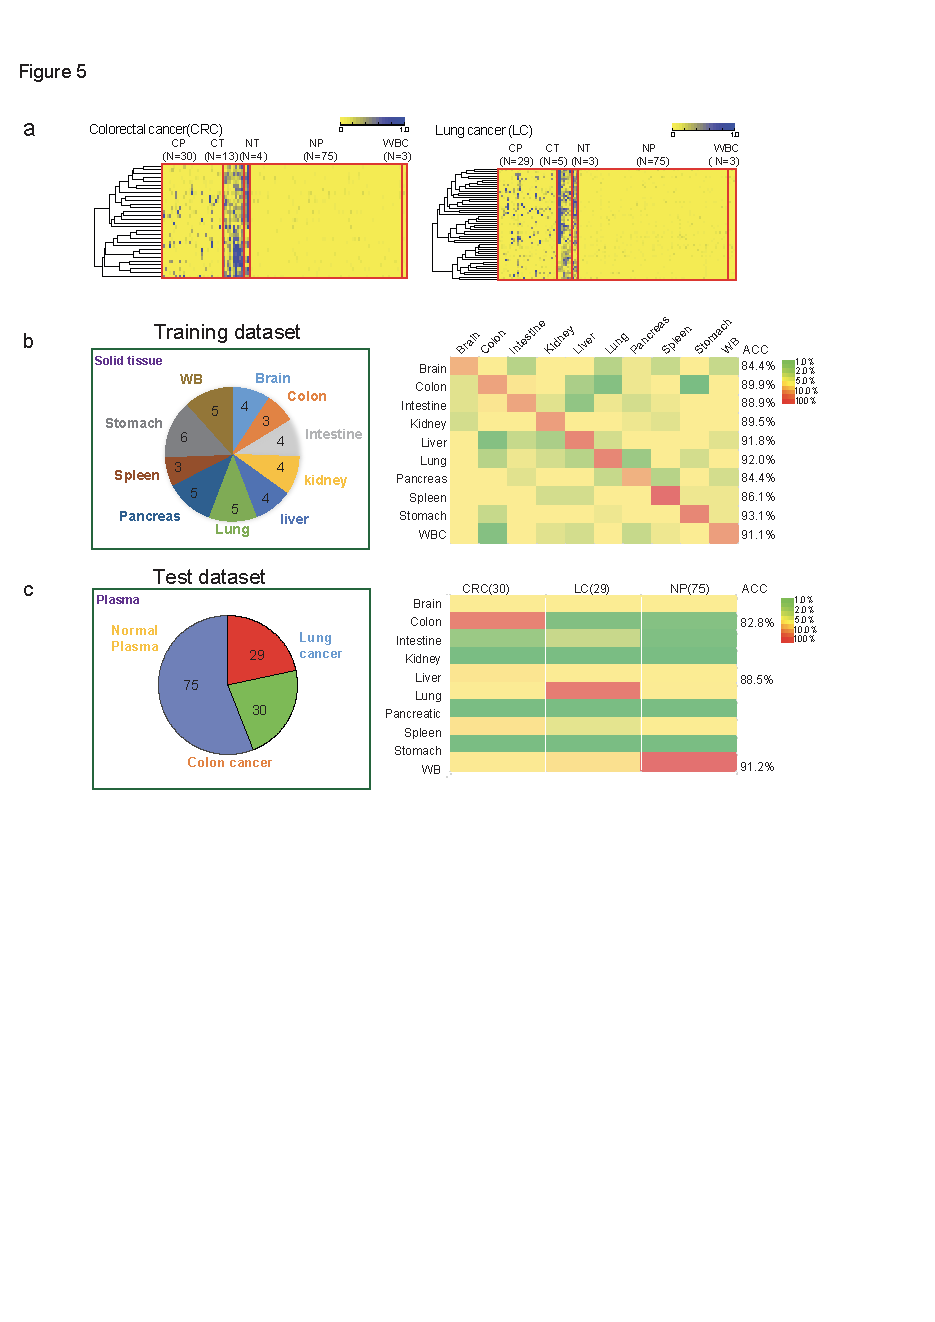 Figure 5
a
Colorectal cancer(CRC)
0 1.0
CP CT NT NP WBC
(N=30) (N=13) (N=4) (N=75) (N=3)
Lung cancer (LC)
0 1.0
CP CT NT NP WBC
(N=29) (N=5) (N=3) (N=75) ( N=3)
b
Training dataset
Solid tissue
WB 5
Brain 4
Colon 3
Intestine 4
kidney 4
liver 4
Lung 5
Pancreas 5
Spleen 3
Stomach 6
Brain Colon Intestine Kidney Liver Lung Pancreas Spleen Stomach WB ACC
Brain 84.4%
Colon 89.9%
Intestine 88.9%
Kidney 89.5%
Liver 91.8%
Lung 92.0%
Pancreas 84.4%
Spleen 86.1%
Stomach 93.1%
WBC 91.1%
1.0 %
2.0 %
5.0 %
10.0 %
100 %
c
Test dataset
Plasma
Normal
Plasma
75
Lung
cancer
29
30
Colon cancer
CRC(30) LC(29) NP(75) ACC
Brain
Colon 82.8%
Intestine
Kidney
Liver 88.5%
Lung
Pancreatic
Spleen
Stomach
WB 91.2%
1.0 %
2.0 %
5.0 %
10.0 %
100 %